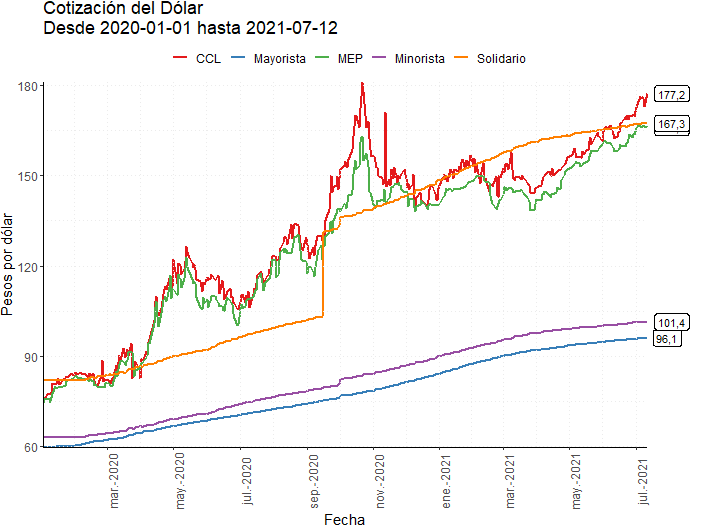 Cotización del Dólar
Desde 2020-01-01 hasta 2021-07-12
CCL Mayorista MEP Minorista Solidario
Pesos por dólar
180
150
120
90
60
177,2
167,3
101,4
96,1
mar.-2020
may.-2020
jul.-2020
sep.-2020
nov.-2020
ene.-2021
mar.-2021
may.-2021
jul.-2021
Fecha